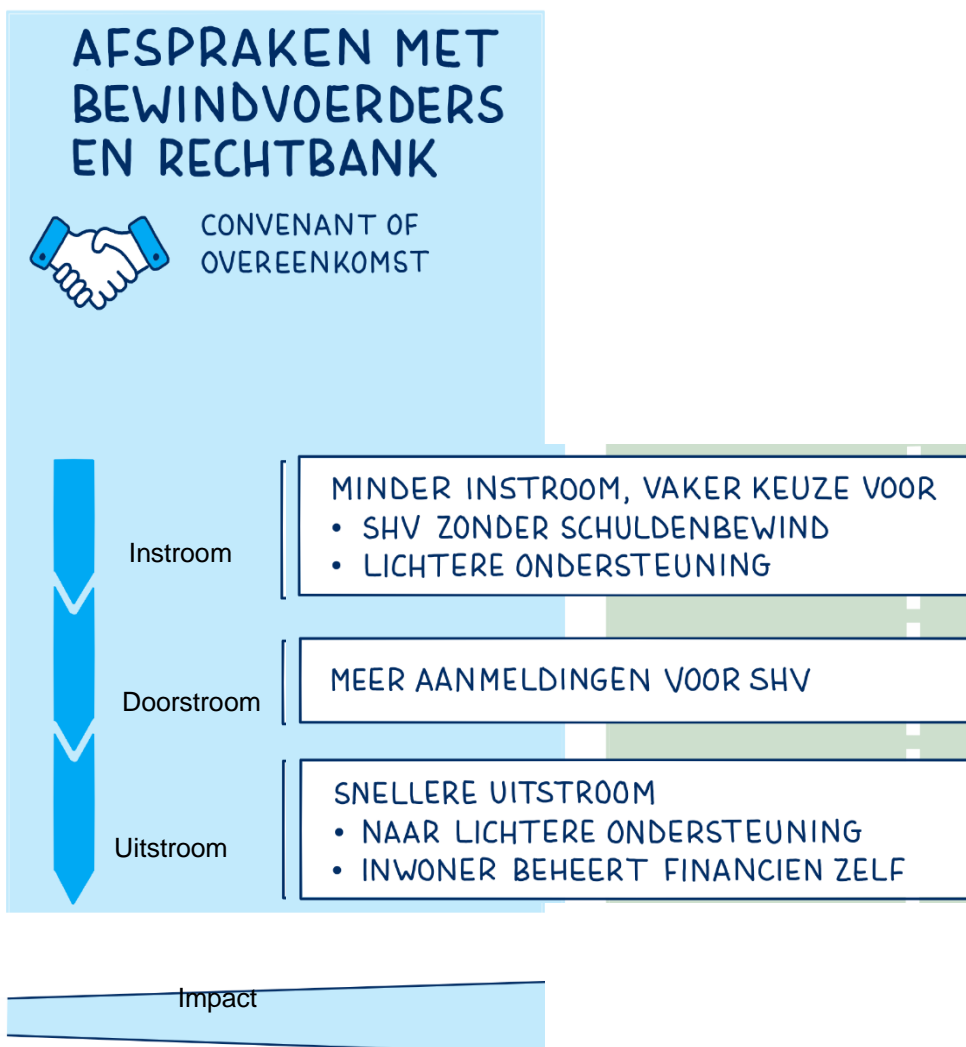 AFSPRAKEN MET
BEWINDVOERDERS
EN RECHTBANK
CONVENANT OF
OVEREENKOMST
Instroom
MINDER INSTROOM, VAKER KEUZE VOOR
• SHV ZONDER SCHULDENBEWIND
• LICHTERE ONDERSTEUNING
Doorstroom
MEER AANMELDINGEN VOOR SHV
Uitstroom
SNELLERE UITSTROOM
• NAAR LICHTERE ONDERSTEUNING
• INWONER BEHEERT FINANCIEN ZELF
Impact